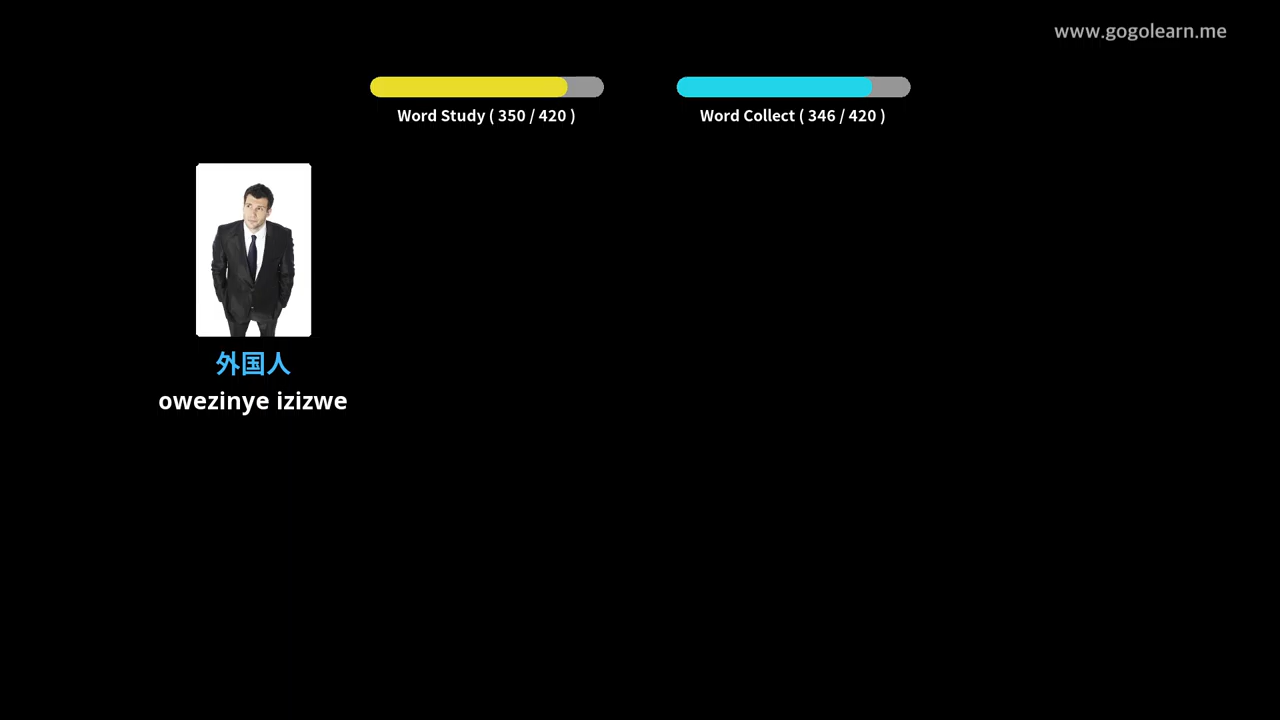 www.gogolearn.me
Word Study ( 350 / 420 )
Word Collect ( 346 / 420 )
外国人
owezinye izizwe